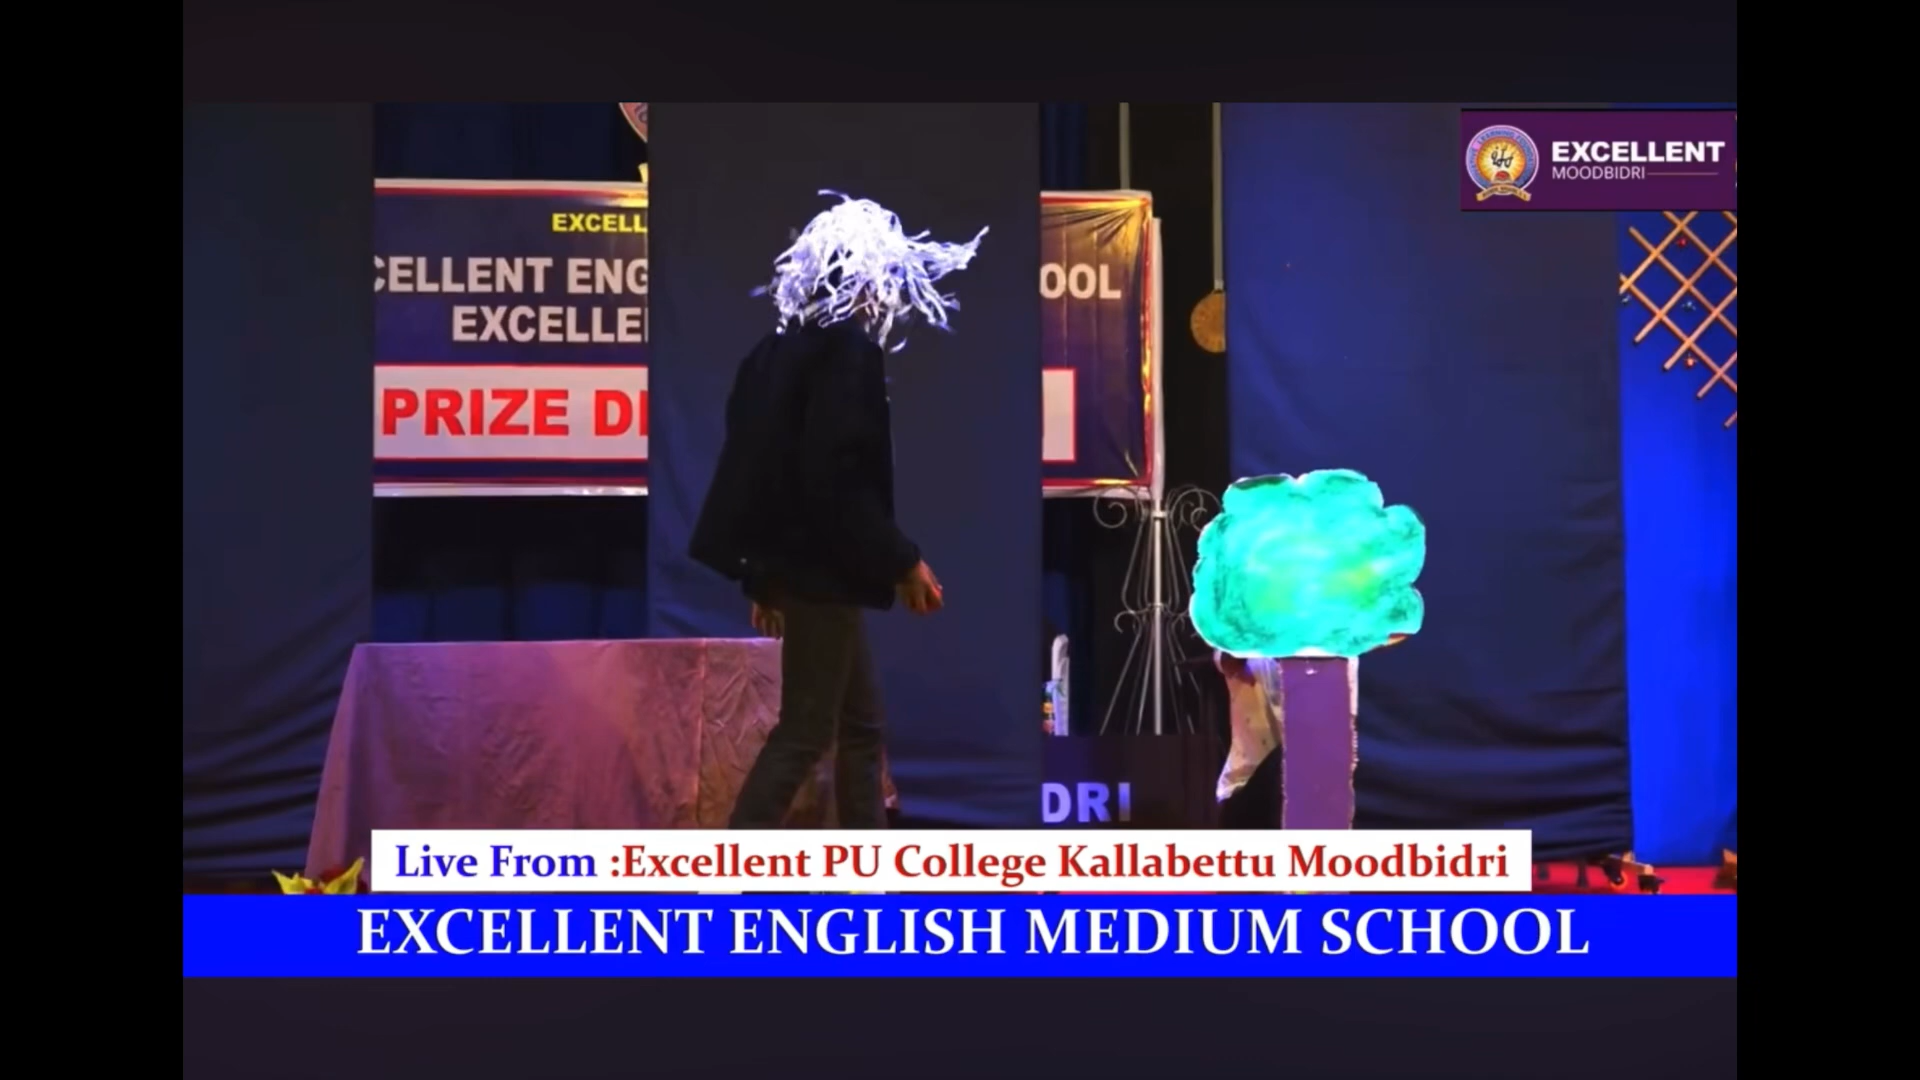 EXCELLENT
MOODBIDRI
EXCELL
CELLENT ENG OOL
EXCELLE
PRIZE DI
DRI
Live From :Excellent PU College Kallabettu Moodbidri
EXCELLENT ENGLISH MEDIUM SCHOOL